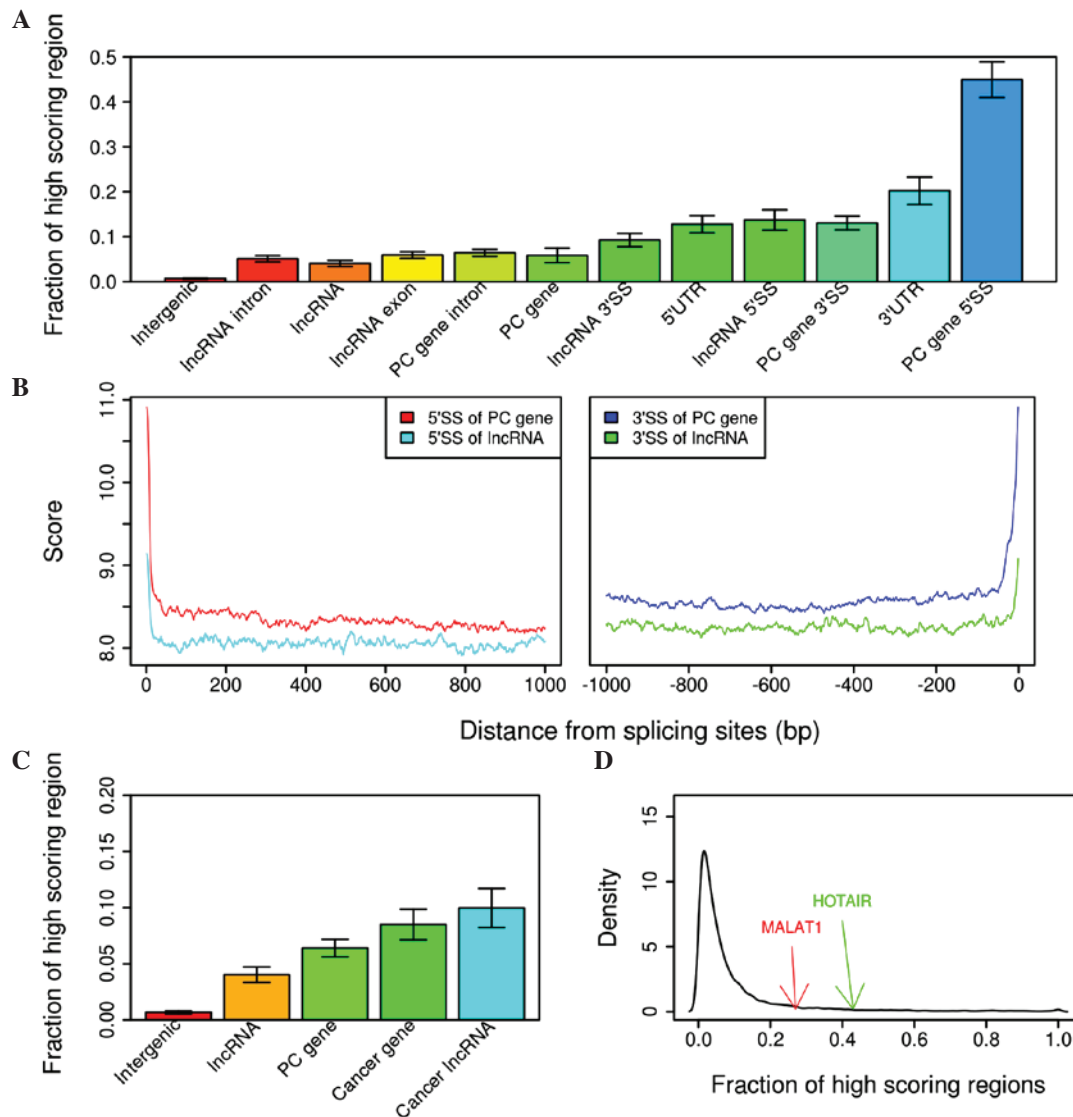 A
Fraction of high scoring region
0.5
0.4
0.3
0.2
0.1
0.0
Intergenic
lncRNA intron
lncRNA
lncRNA exon
PC gene intron
PC gene
lncRNA 3'SS
5'UTR
lncRNA 5'SS
PC gene 3'SS
3'UTR
PC gene 5'SS
B
Score
11.0
10.0
9.0
8.0
5'SS of PC gene
5'SS of lncRNA
0 200 400 600 800 1000
3'SS of PC gene
3'SS of lncRNA
-1000 -800 -600 -400 -200 0
Distance from splicing sites (bp)
C
Fraction of high scoring region
0.20
0.15
0.10
0.05
0.00
Intergenic
lncRNA
PC gene
Cancer gene
Cancer lncRNA
D
Density
15
10
5
0
HOTAIR
MALAT1
0.0 0.2 0.4 0.6 0.8 1.0
Fraction of high scoring regions